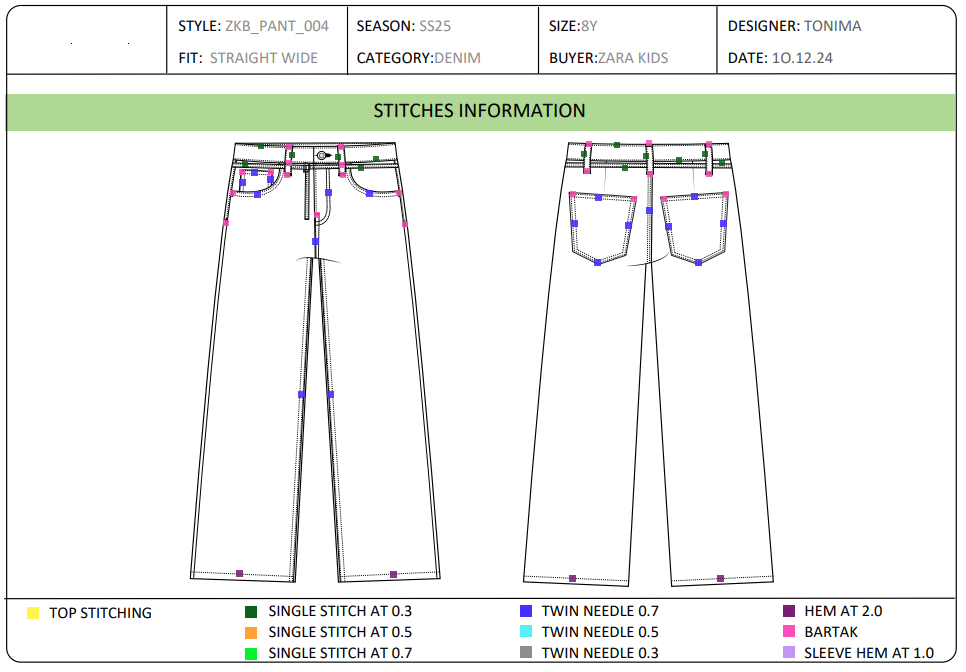 STYLE: ZKB_PANT_004
SEASON: SS25
SIZE:8Y
DESIGNER: TONIMA
FIT: STRAIGHT WIDE
CATEGORY:DENIM
BUYER:ZARA KIDS
DATE: 1O.12.24
STITCHES INFORMATION
TOP STITCHING
SINGLE STITCH AT 0.3
SINGLE STITCH AT 0.5
SINGLE STITCH AT 0.7
TWIN NEEDLE 0.7
TWIN NEEDLE 0.5
TWIN NEEDLE 0.3
HEM AT 2.0
BARTAK
SLEEVE HEM AT 1.0